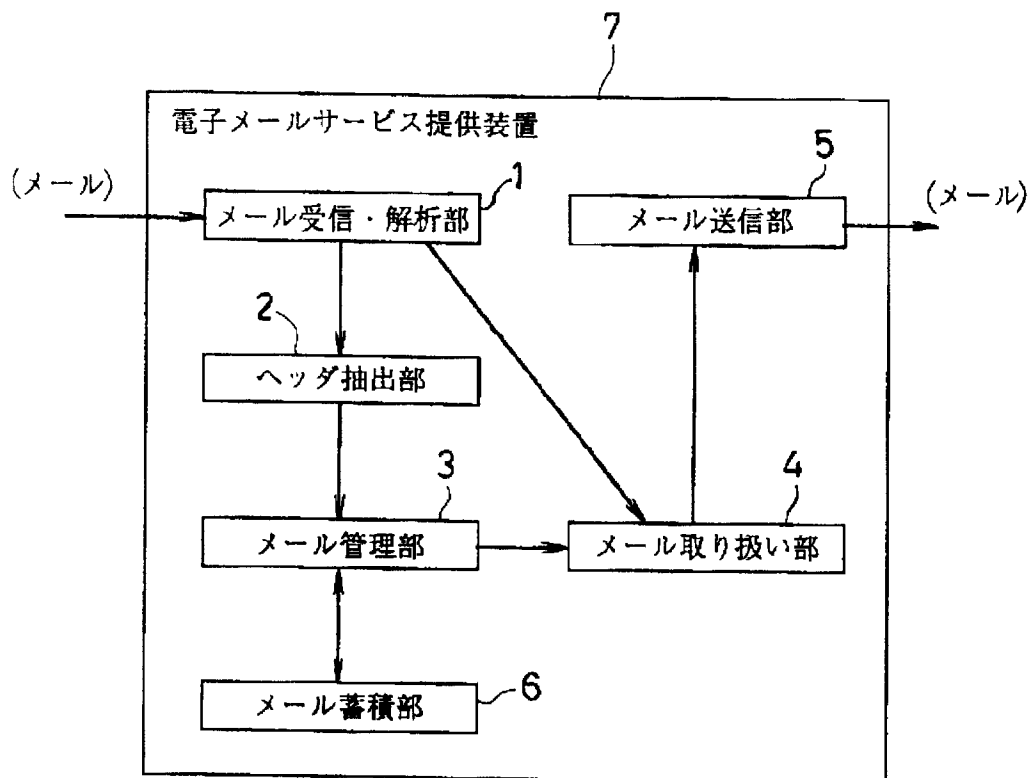 7
電子メールサービス提供装置
(メール)
1
メール受信・解析部
5
メール送信部
(メール)
2
ヘッダ抽出部
3
メール管理部
4
メール取り扱い部
メール蓄積部
6